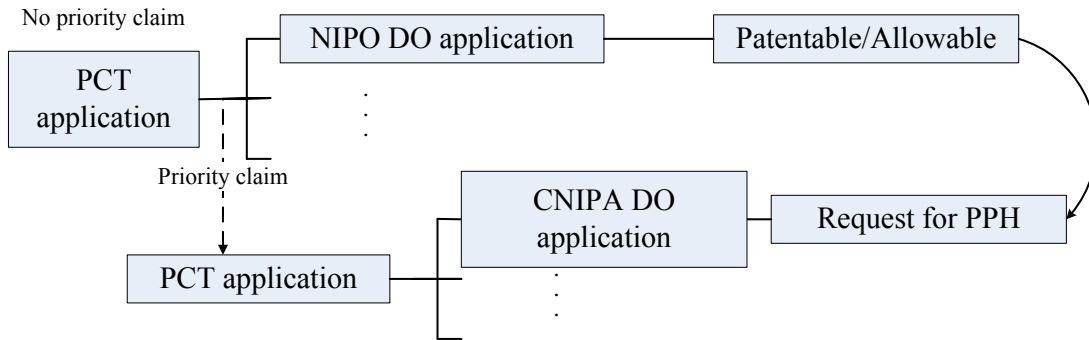 No priority claim
NIPO DO application
Patentable/Allowable
PCT
application
Priority claim
CNIPA DO
application
Request for PPH
PCT application